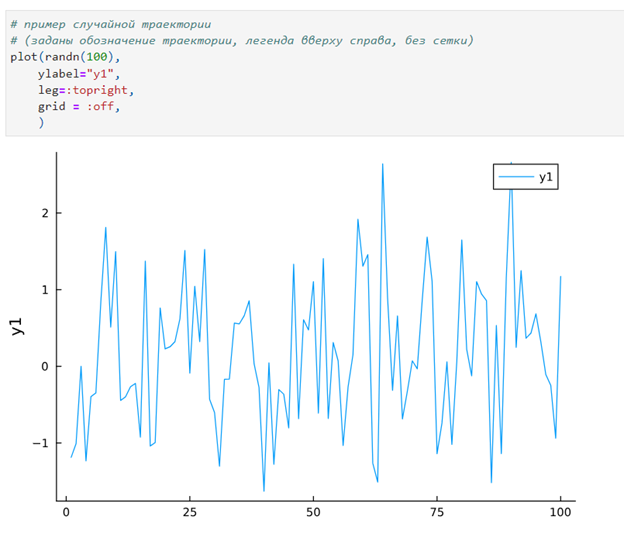 # пример случайной траектории
# (заданы обозначение траектории, легенда вверху справа, без сетки)
plot(randn(100),
    ylabel="y1",
    leg=:topright,
    grid = :off,
    )
y1
2
1
0
−1
y1
0 25 50 75 100